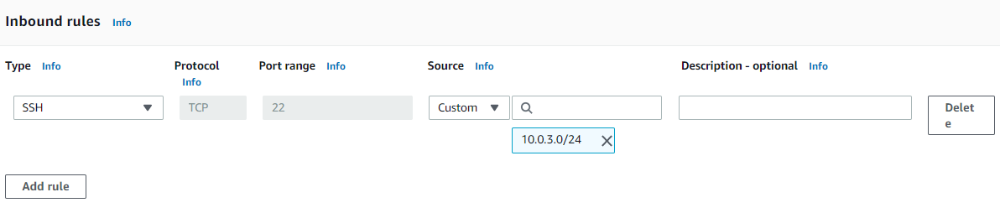 Inbound rules Info
Type Info Protocol Port range Info Source Info Description - optional Info
Info
SSH TCP 22 Custom Delet
e
10.0.3.0/24
Add rule